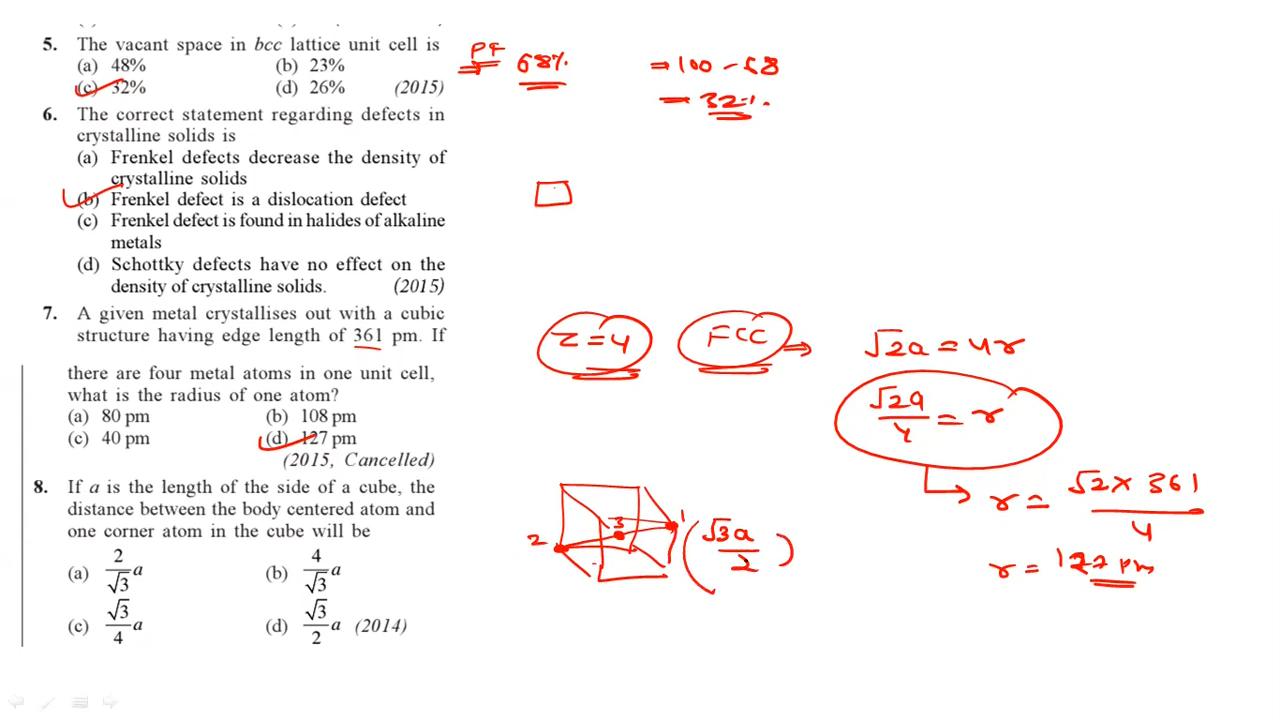 5. The vacant space in bcc lattice unit cell is
(a) 48% (b) 23%
(c) 32% (d) 26% (2015)
6. The correct statement regarding defects in
crystalline solids is
(a) Frenkel defects decrease the density of
crystalline solids
(b) Frenkel defect is a dislocation defect
(c) Frenkel defect is found in halides of alkaline
metals
(d) Schottky defects have no effect on the
density of crystalline solids. (2015)
7. A given metal crystallises out with a cubic
structure having edge length of 361 pm. If
there are four metal atoms in one unit cell,
what is the radius of one atom?
(a) 80 pm (b) 108 pm
(c) 40 pm (d) 127 pm
(2015, Cancelled)
8. If a is the length of the side of a cube, the
distance between the body centered atom and
one corner atom in the cube will be
(a) 2/√3 a (b) 4/√3 a
(c) √3/4 a (d) √3/2 a (2014)
PF
⇒ 68%
⇒ 100 - 68
= 32%.
Z = 4
FCC ⇒
√2a = 4r
√2a/4 = r
r = √2 × 361/4
r = 127 pm
1
2
3
(√3a/2)